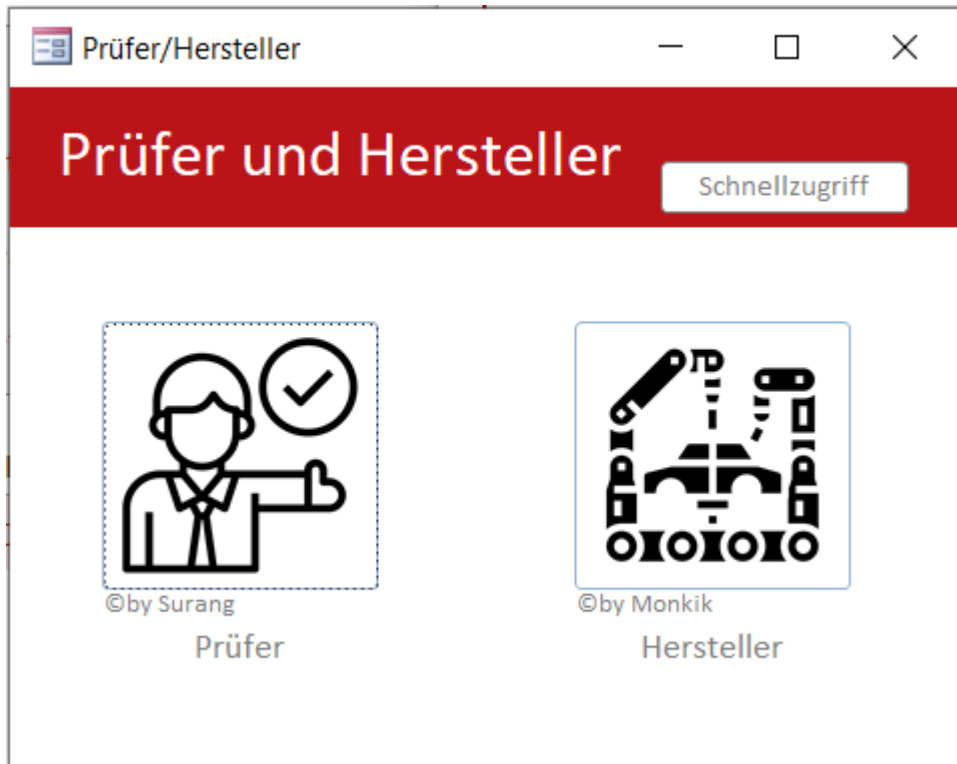 Prüfer/Hersteller
Prüfer und Hersteller
Schnellzugriff
©by Surang
©by Monkik
Prüfer
Hersteller